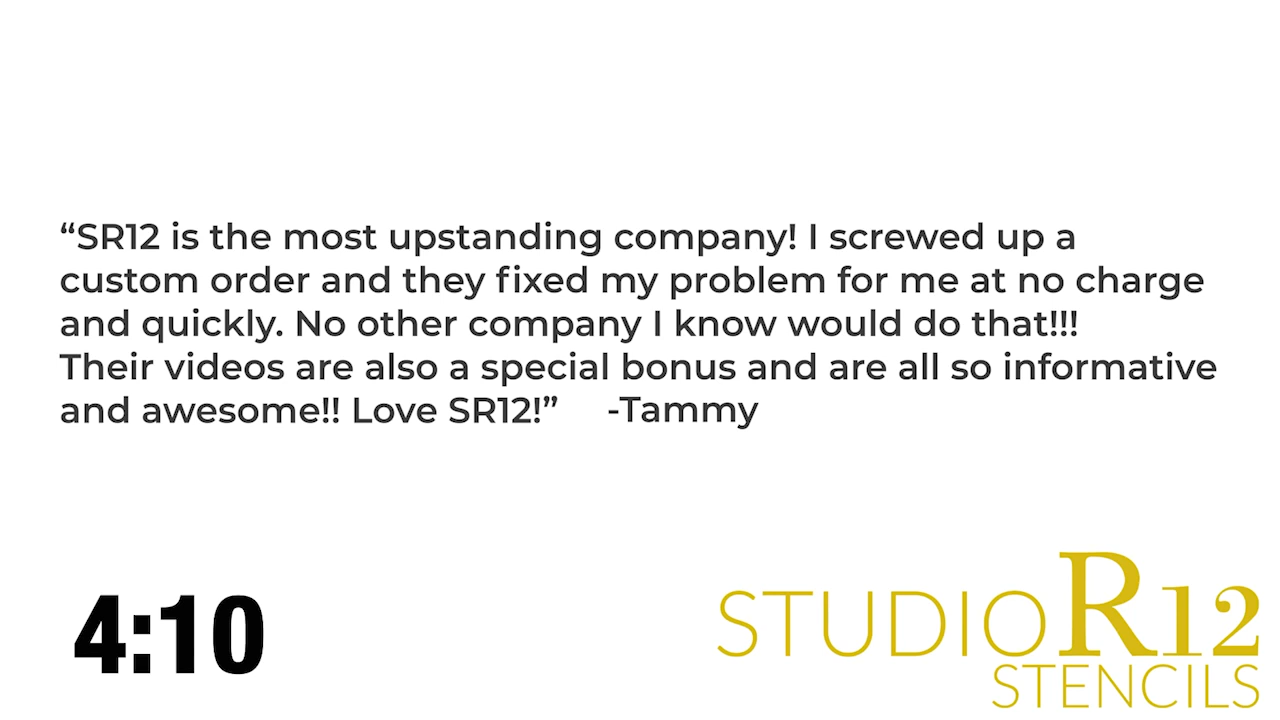 “SR12 is the most upstanding company! I screwed up a
custom order and they fixed my problem for me at no charge
and quickly. No other company I know would do that!!!
Their videos are also a special bonus and are all so informative
and awesome!! Love SR12!” -Tammy
4:10
STUDIO R12
STENCILS